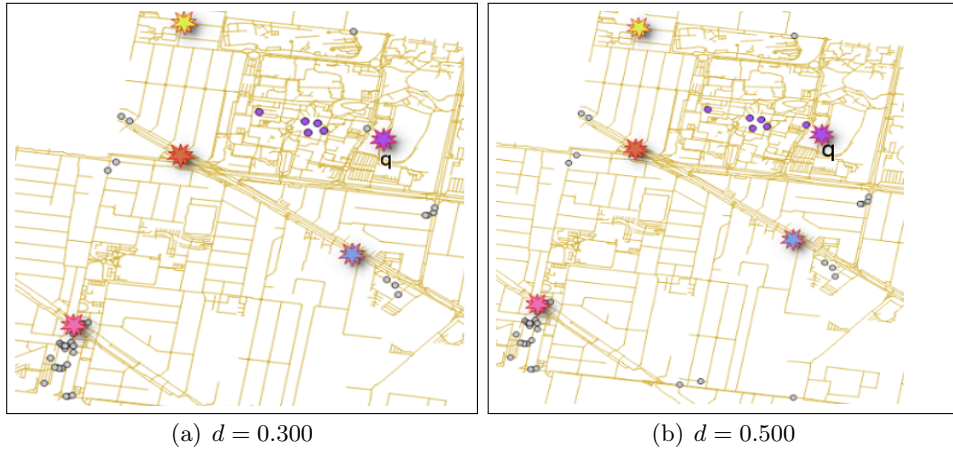 q
q
(a) d = 0.300
(b) d = 0.500